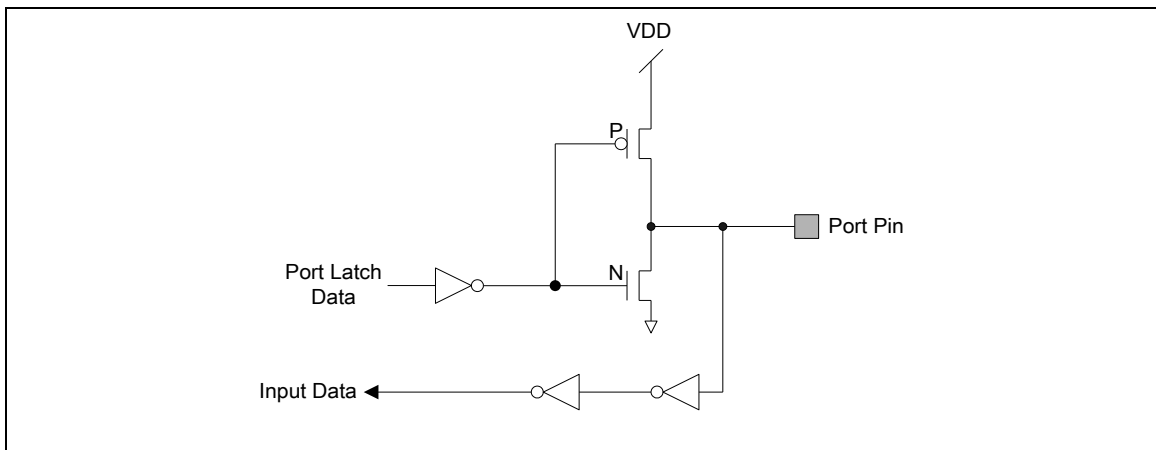 VDD
P
Port Pin
N
Port Latch
Data
Input Data